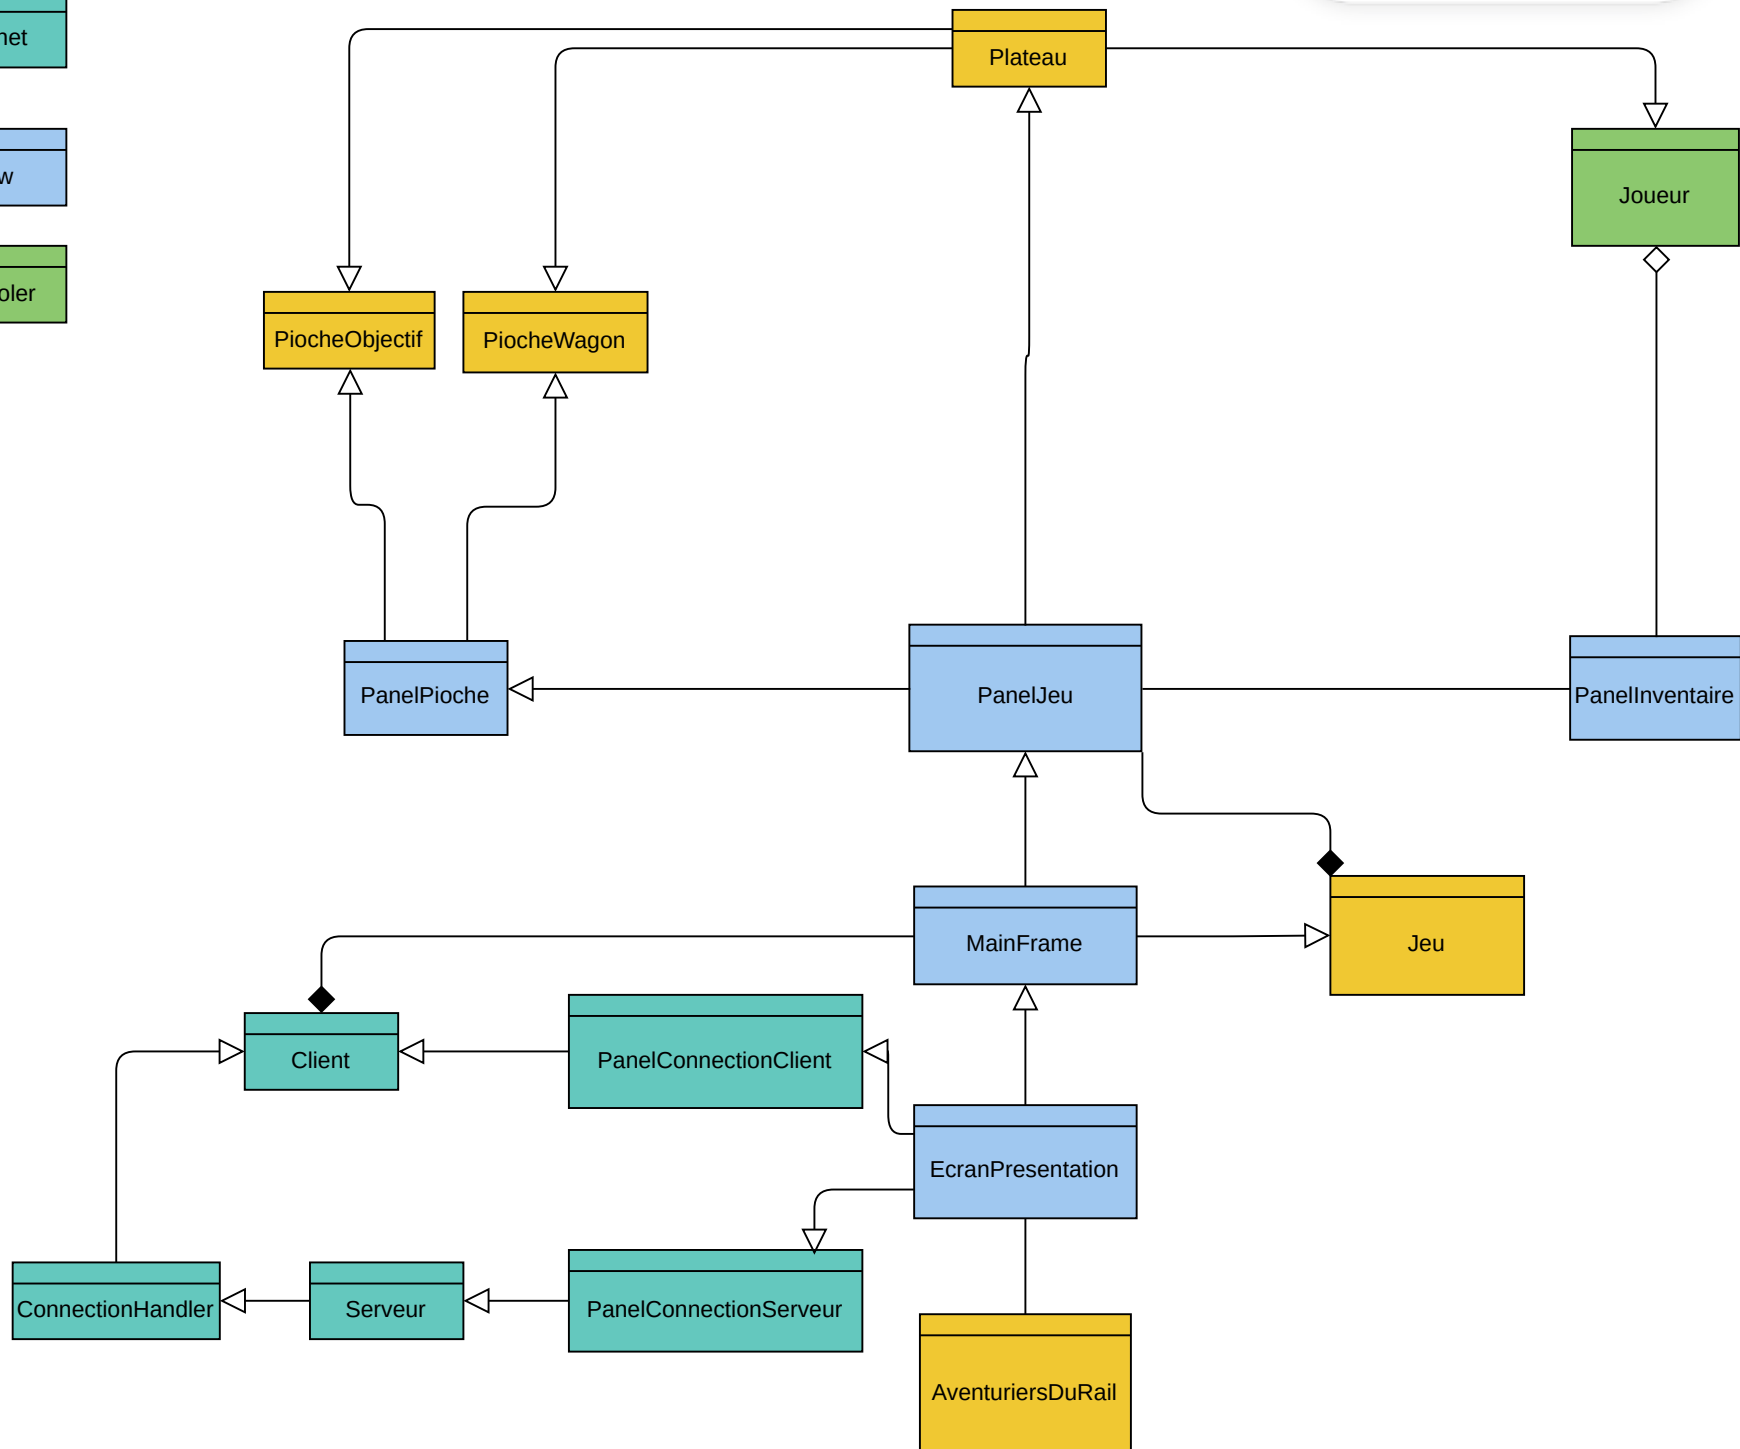 net
Plateau
w
Joueur
oler
PiocheObjectif
PiocheWagon
PanelPioche
PanelJeu
PanelInventaire
MainFrame
Jeu
Client
PanelConnectionClient
EcranPresentation
ConnectionHandler
Serveur
PanelConnectionServeur
AventuriersDuRail